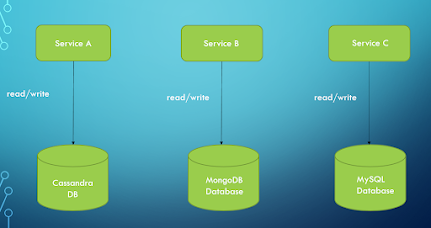 Service A
Service B
Service C
read/write
read/write
read/write
Cassandra
DB
MongoDB
Database
MySQL
Database